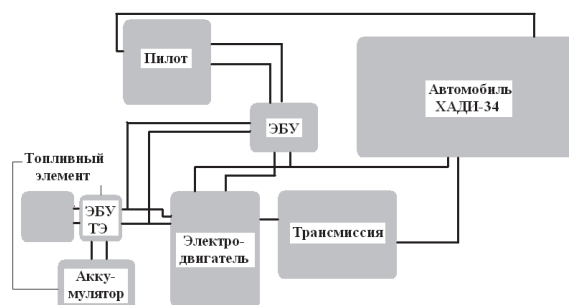 Пилот
Автомобиль
ХАДИ-34
ЭБУ
Топливный
элемент
ЭБУ
ТЭ
Электро-
двигатель
Трансмиссия
Акку-
мулятор